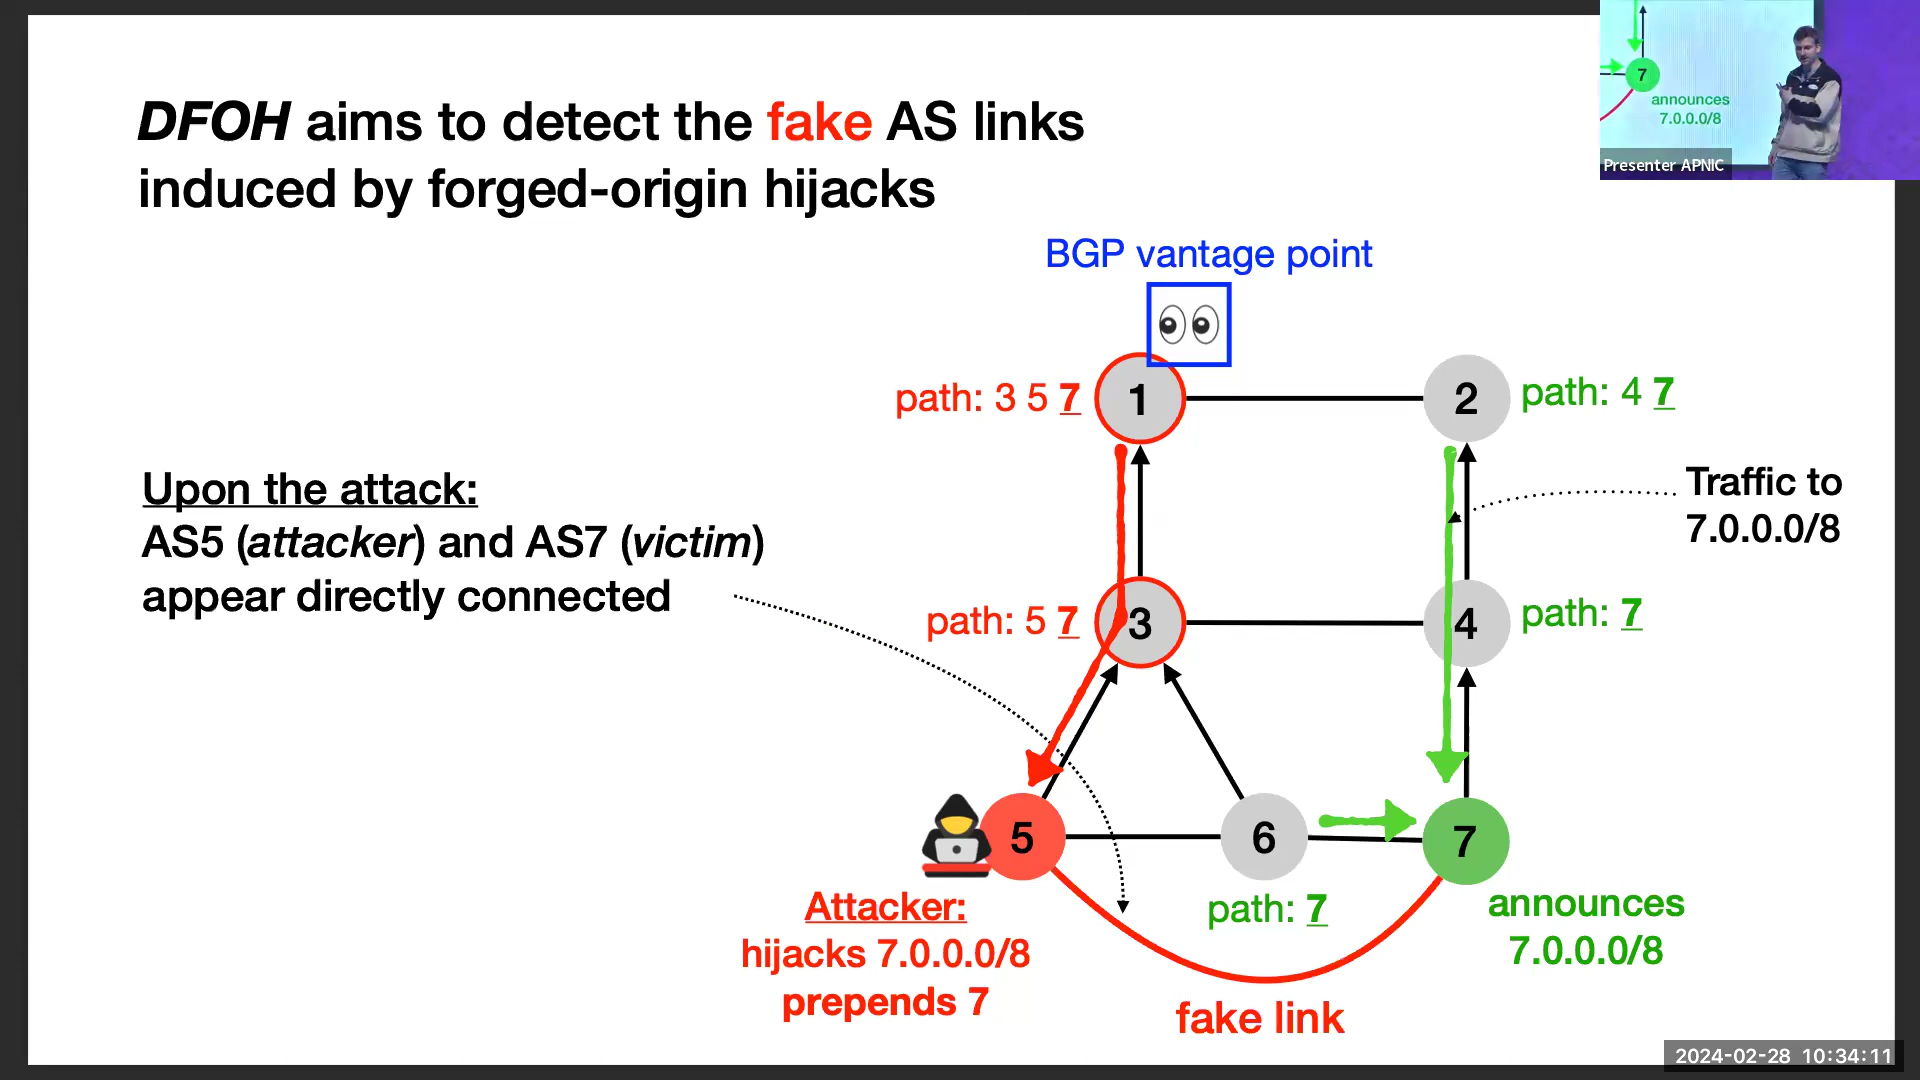 DFOH aims to detect the fake AS links
induced by forged-origin hijacks
7
announces
7.0.0.0/8
Presenter APNIC
BGP vantage point
path: 3 5 7
1
2
path: 4 7
Upon the attack:
AS5 (attacker) and AS7 (victim)
appear directly connected
Traffic to
7.0.0.0/8
path: 5 7
3
4
path: 7
5
6
7
Attacker:
hijacks 7.0.0.0/8
prepends 7
path: 7
announces
7.0.0.0/8
fake link
2024-02-28 10:34:11